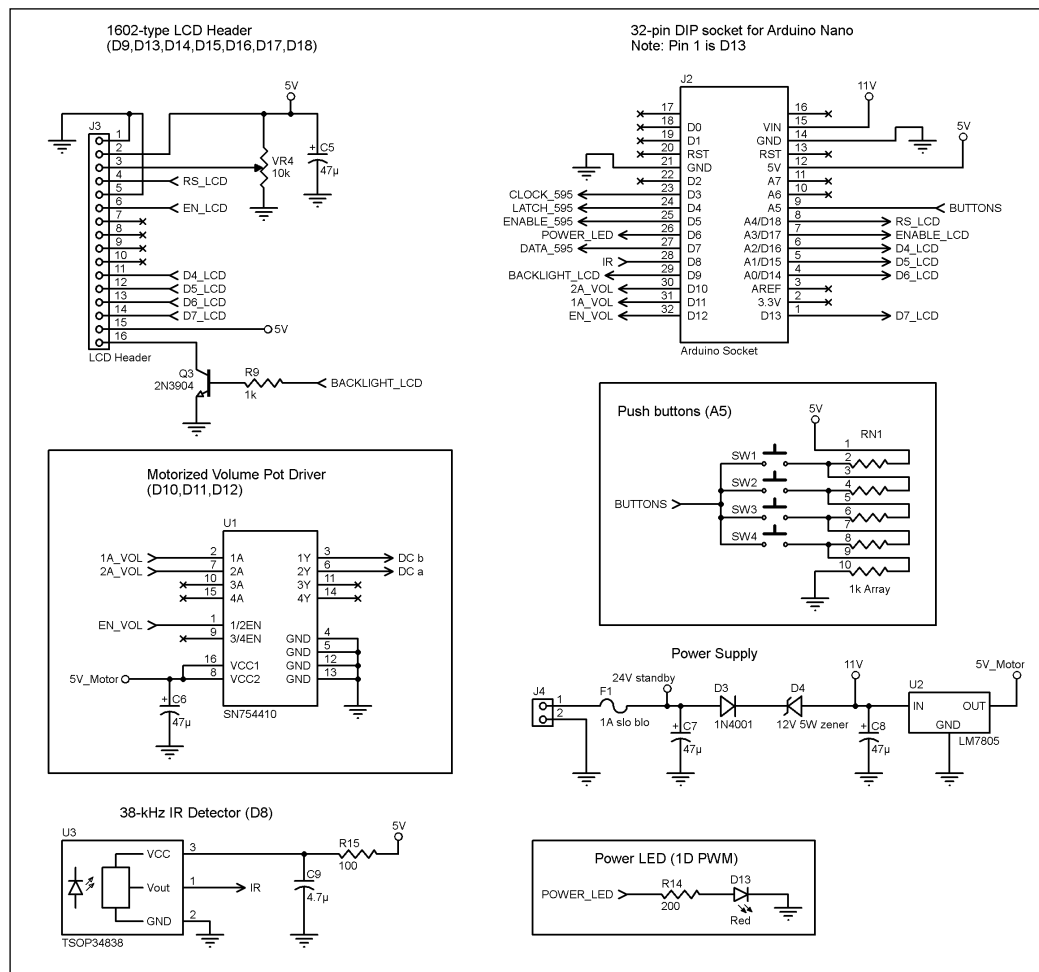 1602-type LCD Header
(D9,D13,D14,D15,D16,D17,D18)
5V
J3
1
2
3
4
5
6
7
8
9
10
11
12
13
14
15
16
RS_LCD
EN_LCD
D4_LCD
D5_LCD
D6_LCD
D7_LCD
5V
VR4
10k
+
C5
47µ
LCD Header
Q3
2N3904
R9
1k
BACKLIGHT_LCD
32-pin DIP socket for Arduino Nano
Note: Pin 1 is D13
J2
11V
5V
17
18 D0
19 D1
20 RST
21 GND
22 D2
CLOCK_595 23 D3
LATCH_595 24 D4
ENABLE_595 25 D5
POWER_LED 26 D6
DATA_595 27 D7
IR 28 D8
BACKLIGHT_LCD 29 D9
2A_VOL 30 D10
1A_VOL 31 D11
EN_VOL 32 D12
16
VIN 15
GND 14
RST 13
5V 12
A7 11
A6 10
A5 9 BUTTONS
A4/D18 8 RS_LCD
A3/D17 7 ENABLE_LCD
A2/D16 6 D4_LCD
A1/D15 5 D5_LCD
A0/D14 4 D6_LCD
AREF 3
3.3V 2
D13 1 D7_LCD
Arduino Socket
Push buttons (A5)
5V
RN1
SW1
SW2
SW3
SW4
BUTTONS
1
2
3
4
5
6
7
8
9
10
1k Array
Motorized Volume Pot Driver
(D10,D11,D12)
U1
1A_VOL 2 1A
2A_VOL 7 2A
10 3A
15 4A
EN_VOL 1 1/2EN
9 3/4EN
16 VCC1
5V_Motor 8 VCC2
1Y 3 DC b
2Y 6 DC a
3Y 11
4Y 14
GND 4
GND 5
GND 12
GND 13
+
C6
47µ
SN754410
Power Supply
J4
1
2
F1
1A slo blo
24V standby
+
C7
47µ
D3
1N4001
D4
12V 5W zener
11V
+
C8
47µ
U2
IN
OUT
GND
LM7805
5V_Motor
38-kHz IR Detector (D8)
U3
VCC 3
Vout 1 IR
GND 2
TSOP34838
R15
100
5V
C9
4.7µ
Power LED (1D PWM)
POWER_LED
R14
200
D13
Red